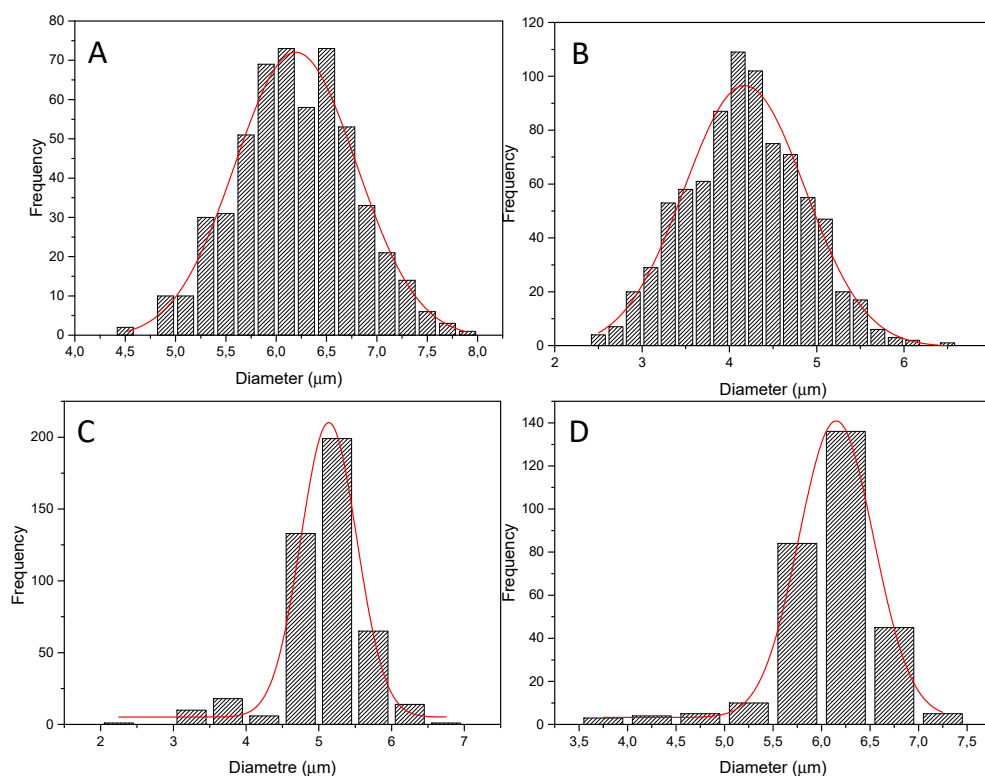 A
Frequency
80
70
60
50
40
30
20
10
0
4,0 4,5 5,0 5,5 6,0 6,5 7,0 7,5 8,0
Diameter (μm)
B
Frequency
120
100
80
60
40
20
0
2 3 4 5 6
Diameter (μm)
C
Frequency
200
150
100
50
0
2 3 4 5 6 7
Diametre (μm)
D
Frequency
140
120
100
80
60
40
20
0
3,5 4,0 4,5 5,0 5,5 6,0 6,5 7,0 7,5
Diameter (μm)